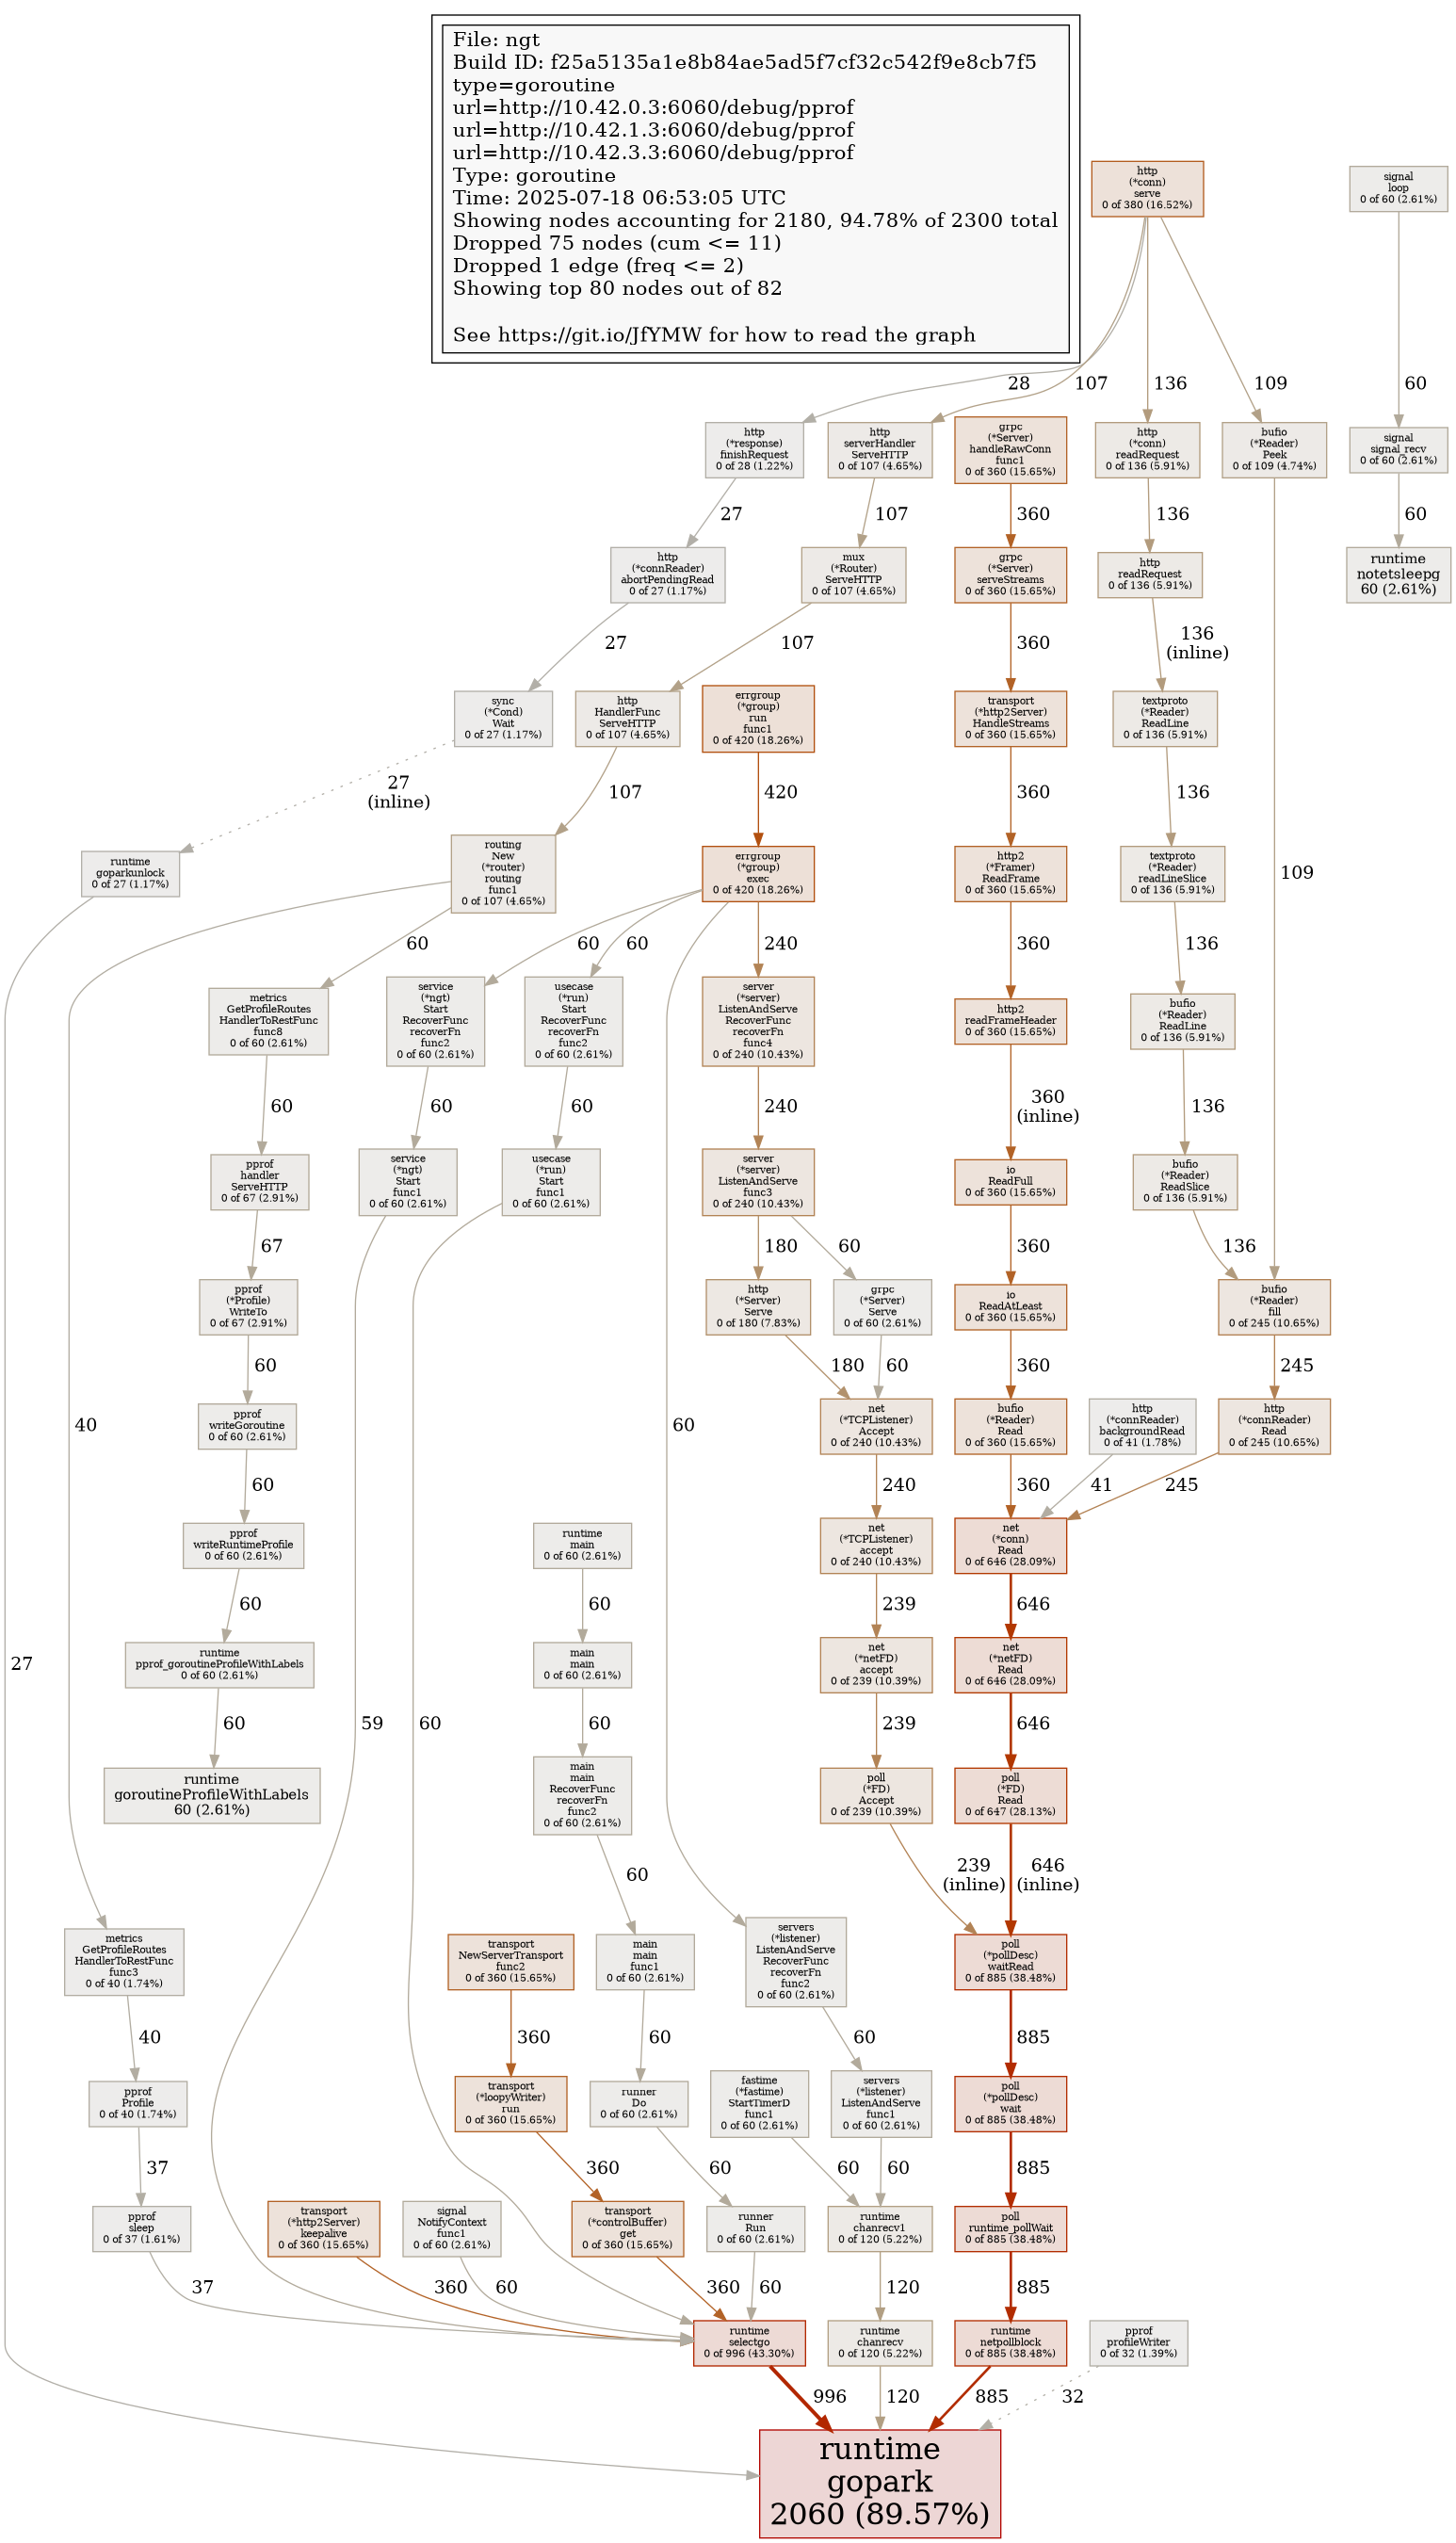 File: ngt
Build ID: f25a5135a1e8b84ae5ad5f7cf32c542f9e8cb7f5
type=goroutine
url=http://10.42.0.3:6060/debug/pprof
url=http://10.42.1.3:6060/debug/pprof
url=http://10.42.3.3:6060/debug/pprof
Type: goroutine
Time: 2025-07-18 06:53:05 UTC
Showing nodes accounting for 2180, 94.78% of 2300 total
Dropped 75 nodes (cum <= 11)
Dropped 1 edge (freq <= 2)
Showing top 80 nodes out of 82
See https://git.io/JfYMW for how to read the graph
http
(*conn)
serve
0 of 380 (16.52%)
signal
loop
0 of 60 (2.61%)
28
107
136
109
60
http
(*response)
finishRequest
0 of 28 (1.22%)
http
serverHandler
ServeHTTP
0 of 107 (4.65%)
grpc
(*Server)
handleRawConn
func1
0 of 360 (15.65%)
http
(*conn)
readRequest
0 of 136 (5.91%)
bufio
(*Reader)
Peek
0 of 109 (4.74%)
signal
signal_recv
0 of 60 (2.61%)
27
107
360
136
60
http
(*connReader)
abortPendingRead
0 of 27 (1.17%)
mux
(*Router)
ServeHTTP
0 of 107 (4.65%)
grpc
(*Server)
serveStreams
0 of 360 (15.65%)
http
readRequest
0 of 136 (5.91%)
runtime
notetsleepg
60 (2.61%)
27
107
360
136
(inline)
sync
(*Cond)
Wait
0 of 27 (1.17%)
http
HandlerFunc
ServeHTTP
0 of 107 (4.65%)
errgroup
(*group)
run
func1
0 of 420 (18.26%)
transport
(*http2Server)
HandleStreams
0 of 360 (15.65%)
textproto
(*Reader)
ReadLine
0 of 136 (5.91%)
27
(inline)
107
420
360
136
runtime
goparkunlock
0 of 27 (1.17%)
routing
New
(*router)
routing
func1
0 of 107 (4.65%)
errgroup
(*group)
exec
0 of 420 (18.26%)
http2
(*Framer)
ReadFrame
0 of 360 (15.65%)
textproto
(*Reader)
readLineSlice
0 of 136 (5.91%)
109
60
60
60
240
360
136
metrics
GetProfileRoutes
HandlerToRestFunc
func8
0 of 60 (2.61%)
service
(*ngt)
Start
RecoverFunc
recoverFn
func2
0 of 60 (2.61%)
usecase
(*run)
Start
RecoverFunc
recoverFn
func2
0 of 60 (2.61%)
server
(*server)
ListenAndServe
RecoverFunc
recoverFn
func4
0 of 240 (10.43%)
http2
readFrameHeader
0 of 360 (15.65%)
bufio
(*Reader)
ReadLine
0 of 136 (5.91%)
60
60
60
240
360
(inline)
136
pprof
handler
ServeHTTP
0 of 67 (2.91%)
service
(*ngt)
Start
func1
0 of 60 (2.61%)
usecase
(*run)
Start
func1
0 of 60 (2.61%)
server
(*server)
ListenAndServe
func3
0 of 240 (10.43%)
io
ReadFull
0 of 360 (15.65%)
bufio
(*Reader)
ReadSlice
0 of 136 (5.91%)
67
180
60
360
136
pprof
(*Profile)
WriteTo
0 of 67 (2.91%)
http
(*Server)
Serve
0 of 180 (7.83%)
grpc
(*Server)
Serve
0 of 60 (2.61%)
io
ReadAtLeast
0 of 360 (15.65%)
bufio
(*Reader)
fill
0 of 245 (10.65%)
60
180
60
360
245
40
60
pprof
writeGoroutine
0 of 60 (2.61%)
net
(*TCPListener)
Accept
0 of 240 (10.43%)
bufio
(*Reader)
Read
0 of 360 (15.65%)
http
(*connReader)
backgroundRead
0 of 41 (1.78%)
http
(*connReader)
Read
0 of 245 (10.65%)
60
240
360
41
245
pprof
writeRuntimeProfile
0 of 60 (2.61%)
runtime
main
0 of 60 (2.61%)
net
(*TCPListener)
accept
0 of 240 (10.43%)
net
(*conn)
Read
0 of 646 (28.09%)
60
60
239
646
27
runtime
pprof_goroutineProfileWithLabels
0 of 60 (2.61%)
main
main
0 of 60 (2.61%)
net
(*netFD)
accept
0 of 239 (10.39%)
net
(*netFD)
Read
0 of 646 (28.09%)
60
59
60
60
239
646
runtime
goroutineProfileWithLabels
60 (2.61%)
main
main
RecoverFunc
recoverFn
func2
0 of 60 (2.61%)
poll
(*FD)
Accept
0 of 239 (10.39%)
poll
(*FD)
Read
0 of 647 (28.13%)
60
239
(inline)
646
(inline)
metrics
GetProfileRoutes
HandlerToRestFunc
func3
0 of 40 (1.74%)
transport
NewServerTransport
func2
0 of 360 (15.65%)
main
main
func1
0 of 60 (2.61%)
servers
(*listener)
ListenAndServe
RecoverFunc
recoverFn
func2
0 of 60 (2.61%)
poll
(*pollDesc)
waitRead
0 of 885 (38.48%)
40
360
60
60
885
pprof
Profile
0 of 40 (1.74%)
transport
(*loopyWriter)
run
0 of 360 (15.65%)
runner
Do
0 of 60 (2.61%)
fastime
(*fastime)
StartTimerD
func1
0 of 60 (2.61%)
servers
(*listener)
ListenAndServe
func1
0 of 60 (2.61%)
poll
(*pollDesc)
wait
0 of 885 (38.48%)
37
360
60
60
60
885
pprof
sleep
0 of 37 (1.61%)
transport
(*http2Server)
keepalive
0 of 360 (15.65%)
signal
NotifyContext
func1
0 of 60 (2.61%)
transport
(*controlBuffer)
get
0 of 360 (15.65%)
runner
Run
0 of 60 (2.61%)
runtime
chanrecv1
0 of 120 (5.22%)
poll
runtime_pollWait
0 of 885 (38.48%)
37
360
60
360
60
120
885
runtime
selectgo
0 of 996 (43.30%)
runtime
chanrecv
0 of 120 (5.22%)
runtime
netpollblock
0 of 885 (38.48%)
pprof
profileWriter
0 of 32 (1.39%)
996
120
885
32
runtime
gopark
2060 (89.57%)